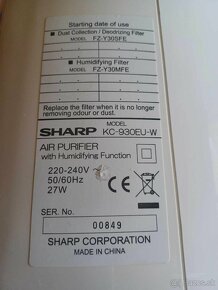 Starting date of use
■ Dust Collection / Deodorizing Filter
MODEL FZ-Y30SFE
■ Humidifying Filter
MODEL FZ-Y30MFE
Replace the filter when it is no longer
removing odour or dust.
SHARP MODEL KC-930EU-W
AIR PURIFIER
with Humidifying Function
220-240V
50/60Hz
27W
CE
SER. No.
00849
SHARP CORPORATION
MADE IN CHINA